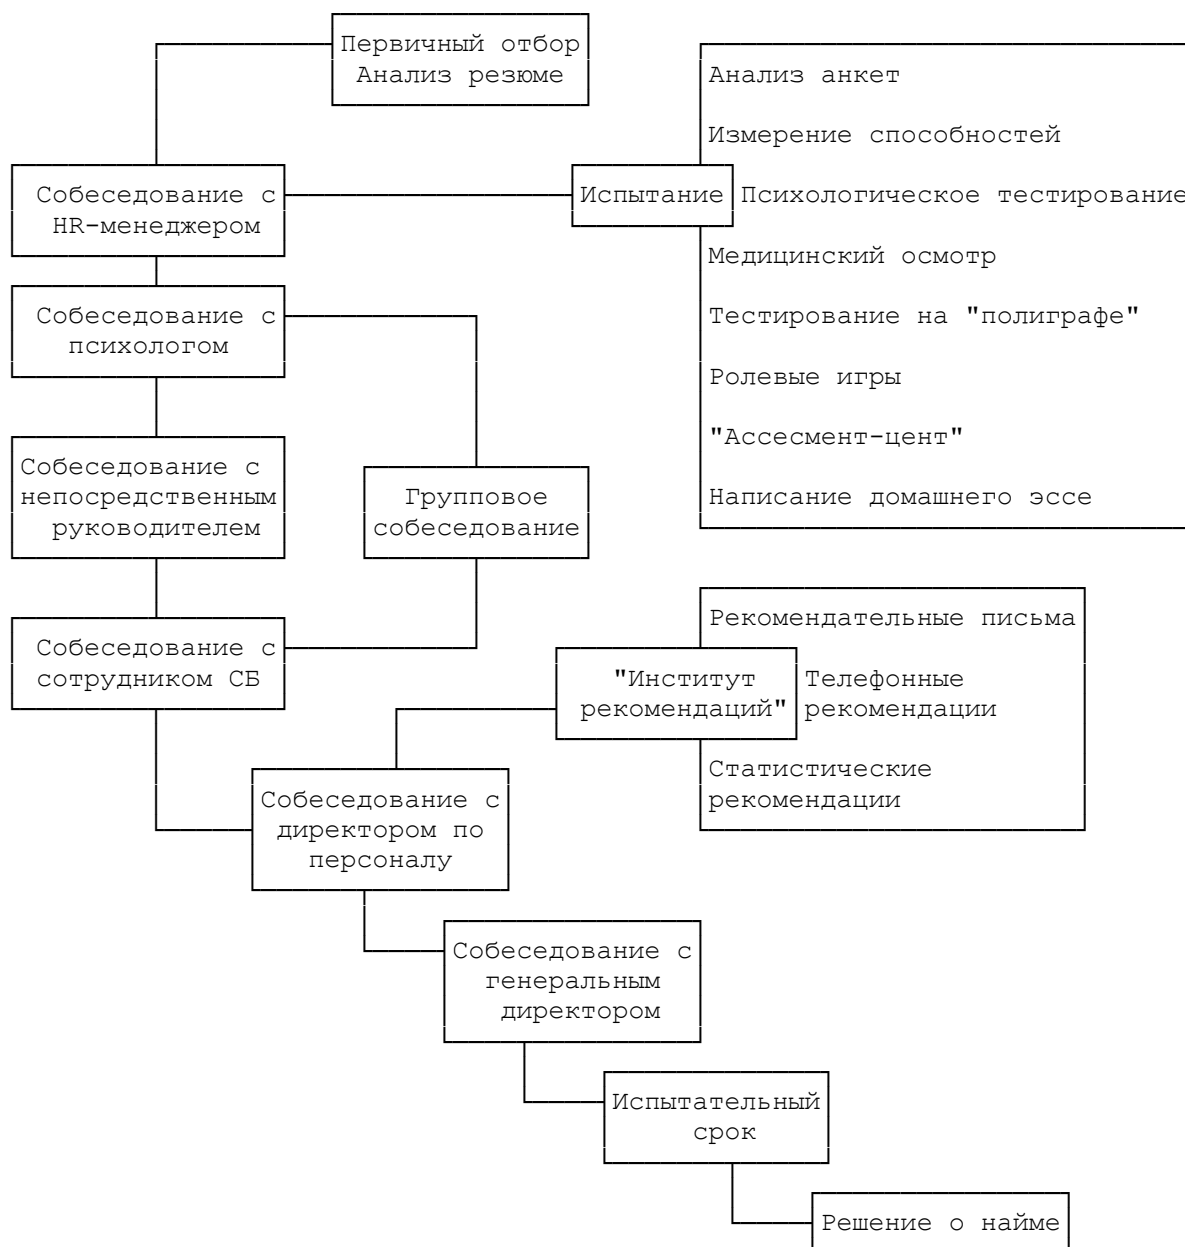 Первичный отбор
Анализ резюме
Анализ анкет
Измерение способностей
Собеседование с
HR-менеджером
Испытание
Психологическое тестирование
Медицинский осмотр
Собеседование с
психологом
Тестирование на "полиграфе"
Ролевые игры
"Ассесмент-цент"
Собеседование с
непосредственным
руководителем
Групповое
собеседование
Написание домашнего эссе
Рекомендательные письма
Собеседование с
сотрудником СБ
"Институт
рекомендаций"
Телефонные
рекомендации
Статистические
рекомендации
Собеседование с
директором по
персоналу
Собеседование с
генеральным
директором
Испытательный
срок
Решение о найме